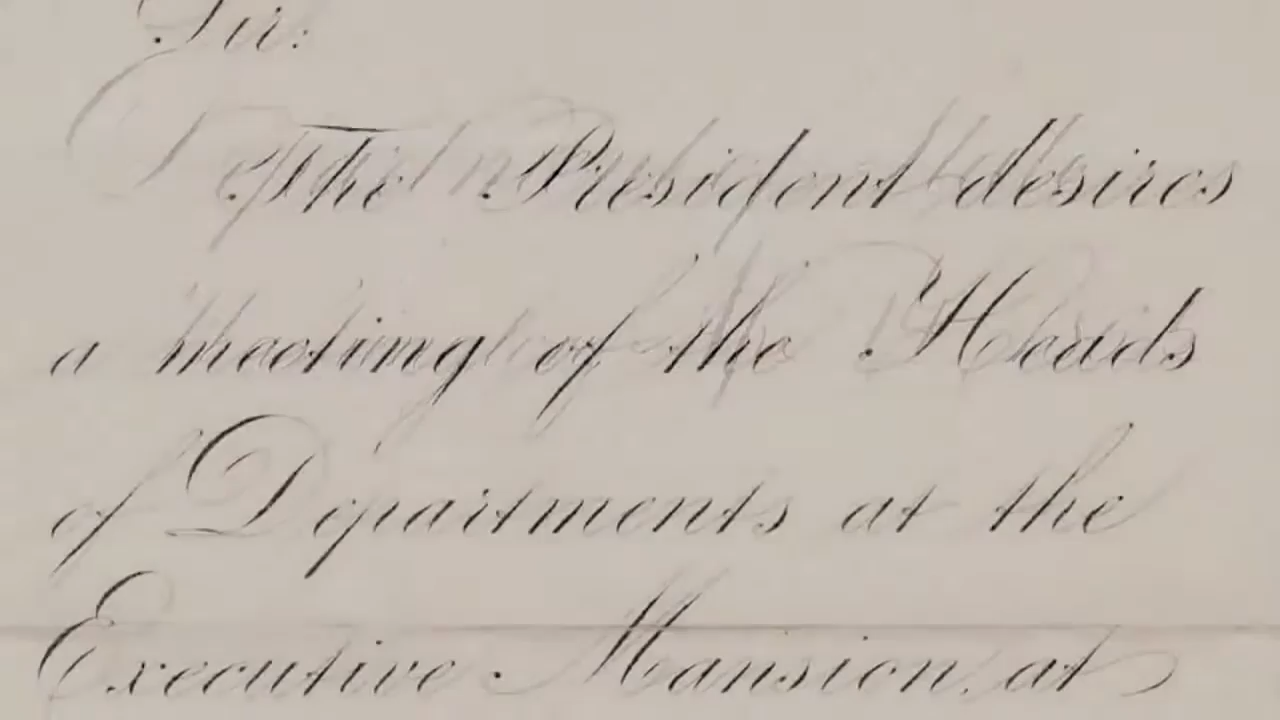 Sir:
The President desires
a meeting of the Heads
of Departments at the
Executive Mansion, at